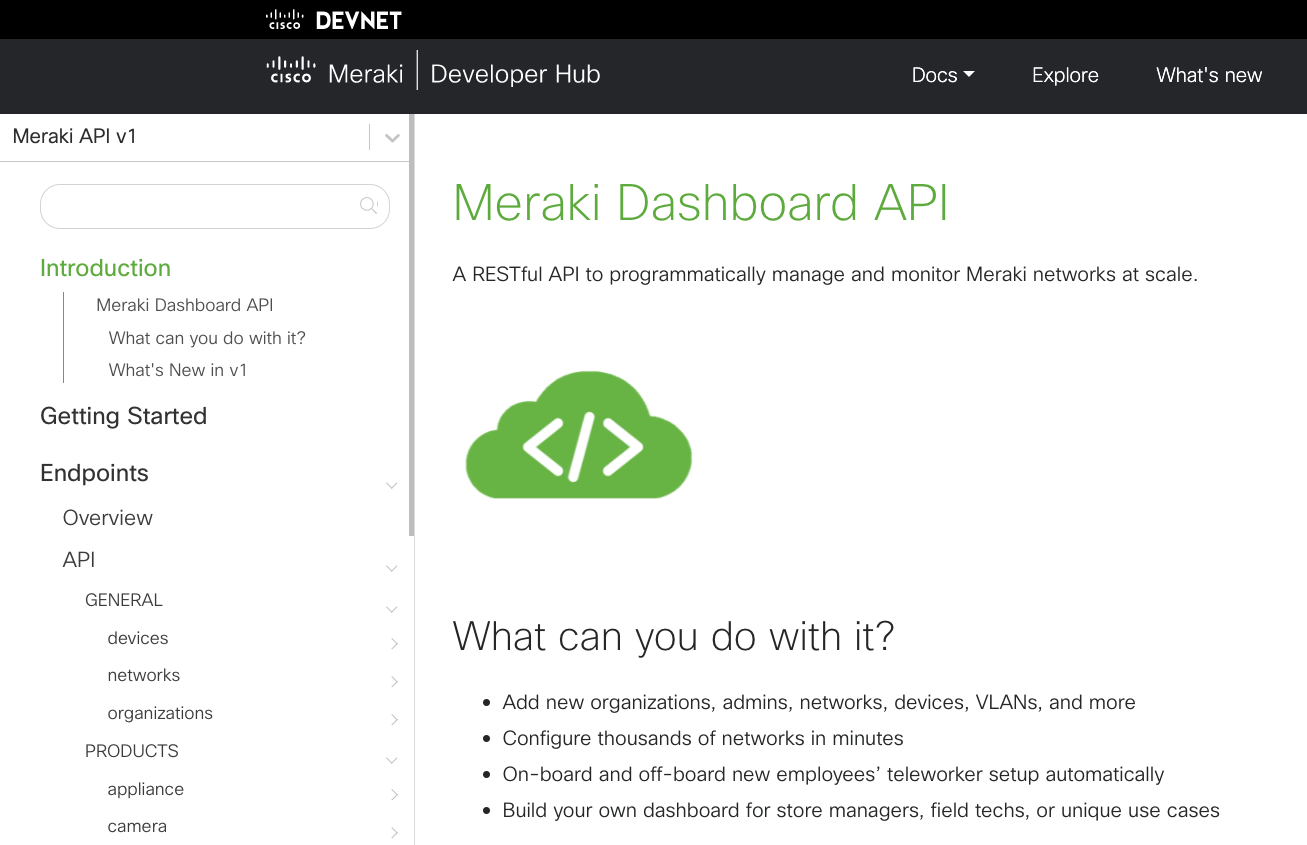 CISCO DEVNET
CISCO Meraki | Developer Hub
Docs
Explore
What's new
Meraki API v1
Introduction
Meraki Dashboard API
What can you do with it?
What's New in v1
Getting Started
Endpoints
Overview
API
GENERAL
devices
networks
organizations
PRODUCTS
appliance
camera
Meraki Dashboard API
A RESTful API to programmatically manage and monitor Meraki networks at scale.
</>
What can you do with it?
• Add new organizations, admins, networks, devices, VLANs, and more
• Configure thousands of networks in minutes
• On-board and off-board new employees’ teleworker setup automatically
• Build your own dashboard for store managers, field techs, or unique use cases